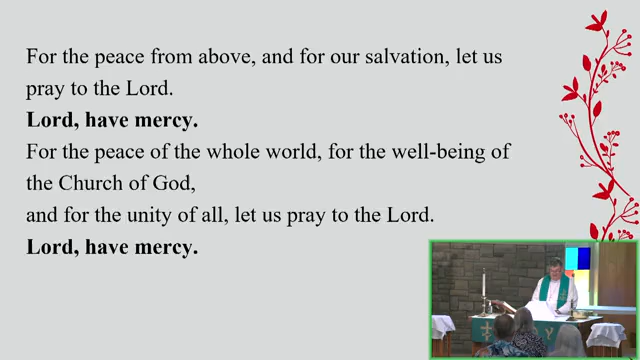 For the peace from above, and for our salvation, let us
pray to the Lord.
Lord, have mercy.
For the peace of the whole world, for the well-being of
the Church of God,
and for the unity of all, let us pray to the Lord.
Lord, have mercy.